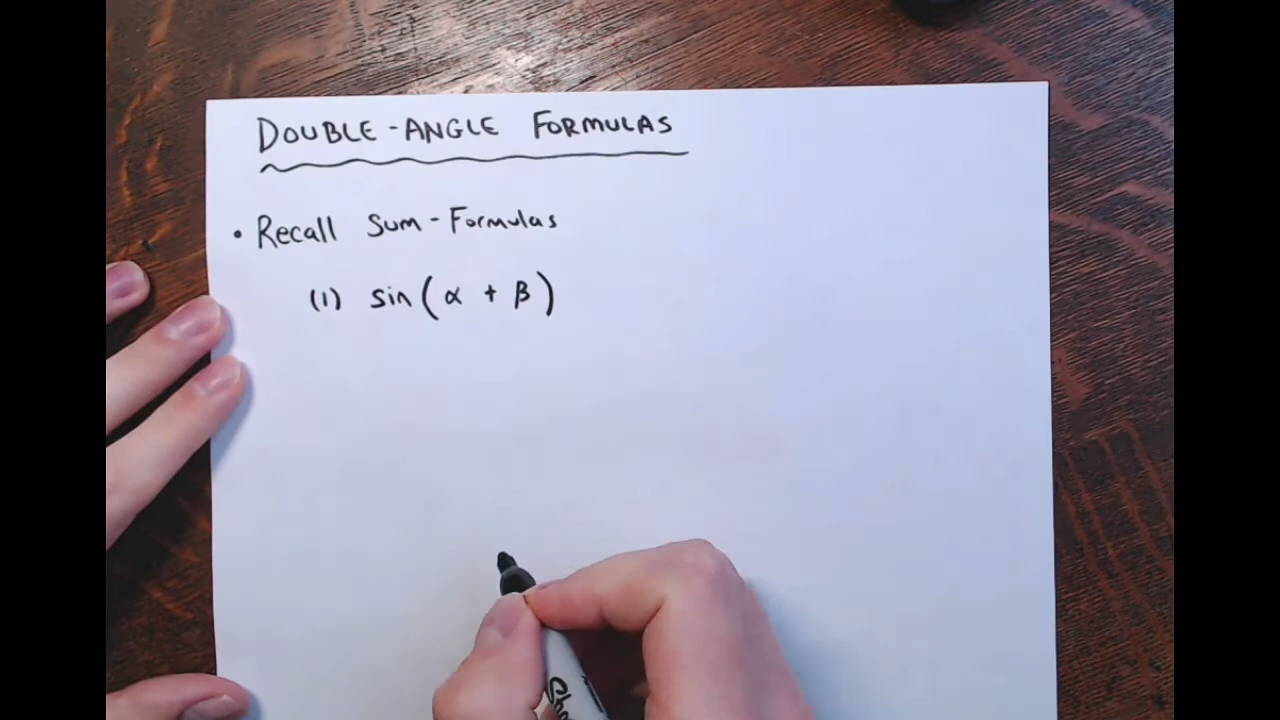 DOUBLE-ANGLE FORMULAS
• Recall Sum-Formulas
(1) sin(α + β)